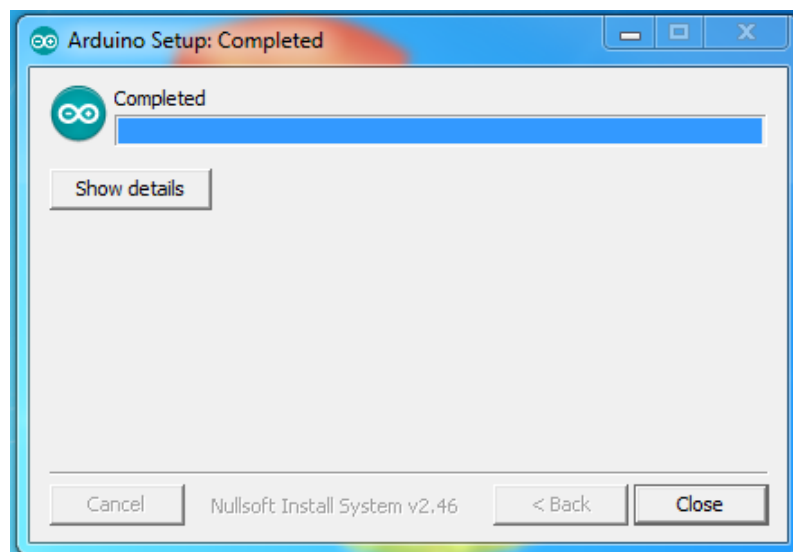 Arduino Setup: Completed
Completed
Show details
Cancel
Nullsoft Install System v2.46
< Back
Close